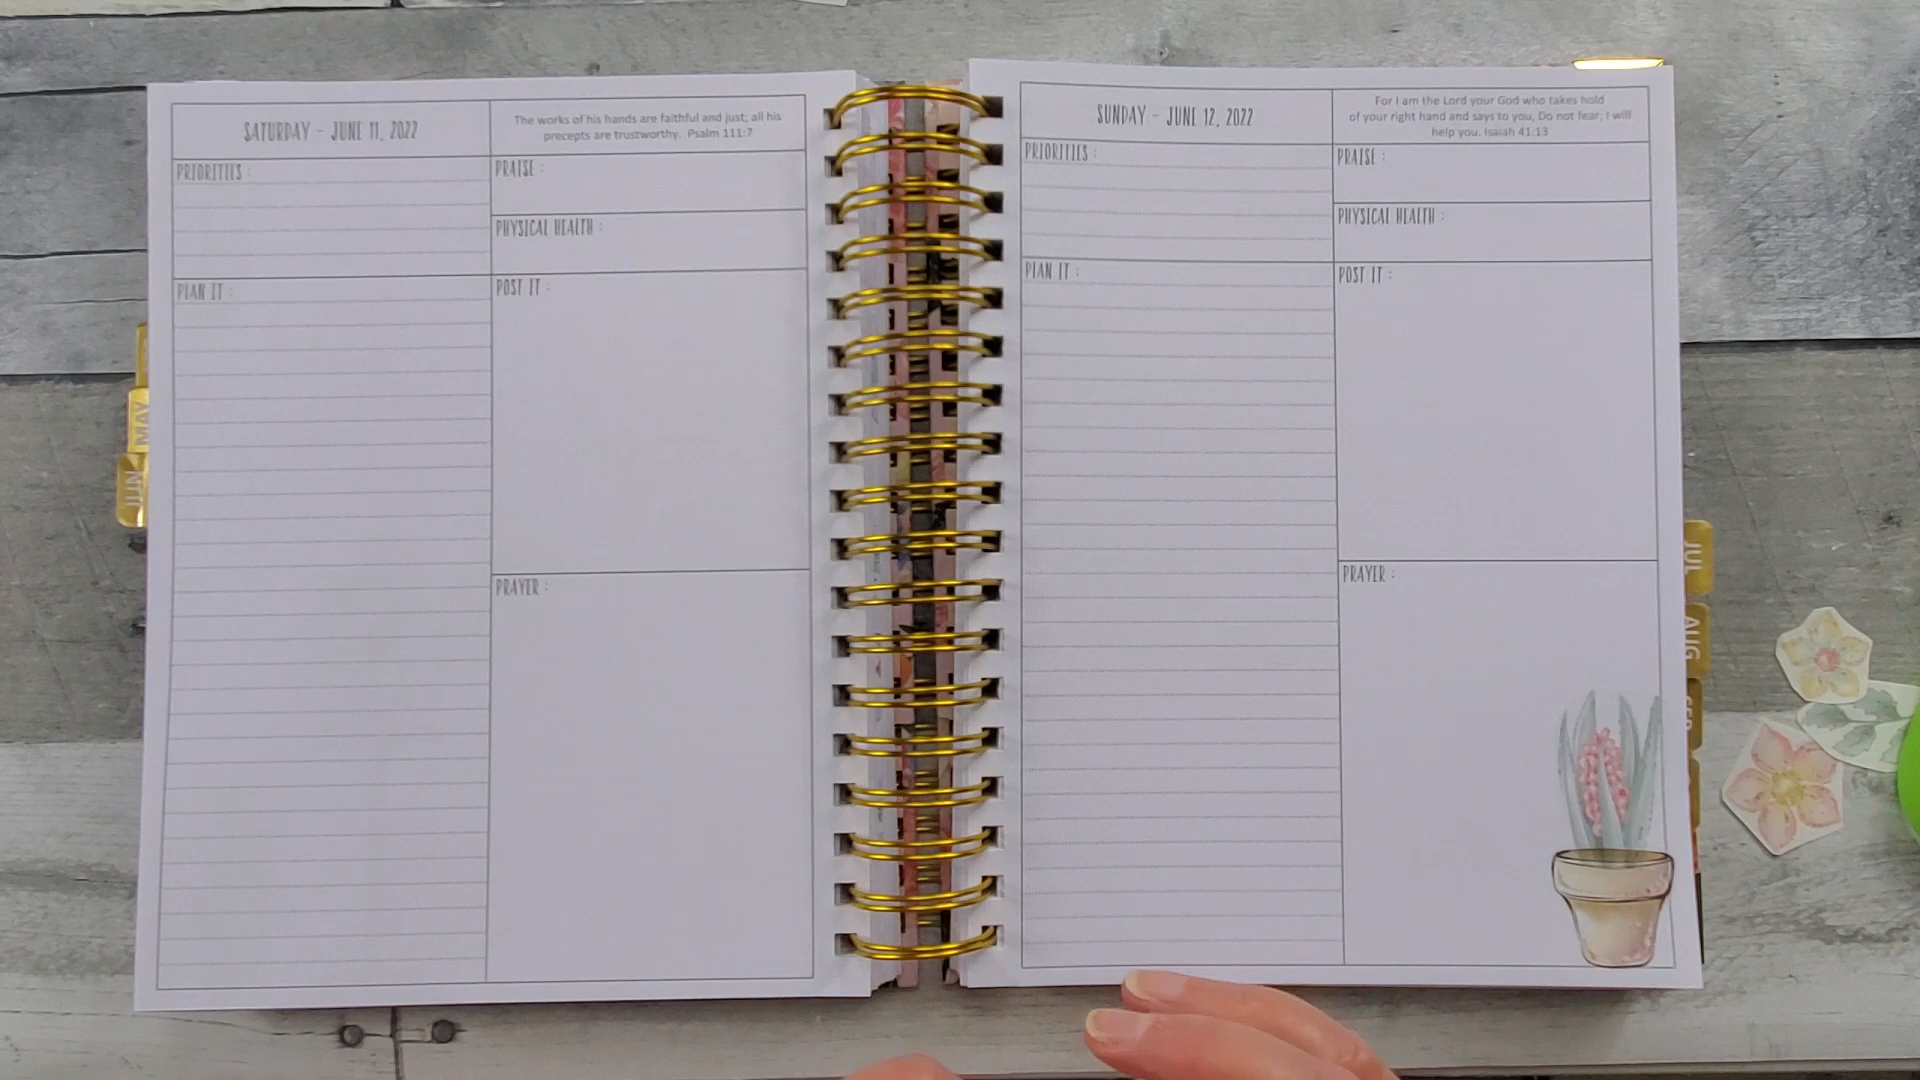 SATURDAY - JUNE 11, 2022
The works of his hands are faithful and just; all his
precepts are trustworthy. Psalm 111:7
PRIORITIES :
PRAISE :
PHYSICAL HEALTH :
PLAN IT :
POST IT :
PRAYER :
SUNDAY - JUNE 12, 2022
For I am the Lord your God who takes hold
of your right hand and says to you, Do not fear; I will
help you. Isaiah 41:13
PRIORITIES :
PRAISE :
PHYSICAL HEALTH :
PLAN IT :
POST IT :
PRAYER :
MAY
JUN
JUL
AUG
SEP